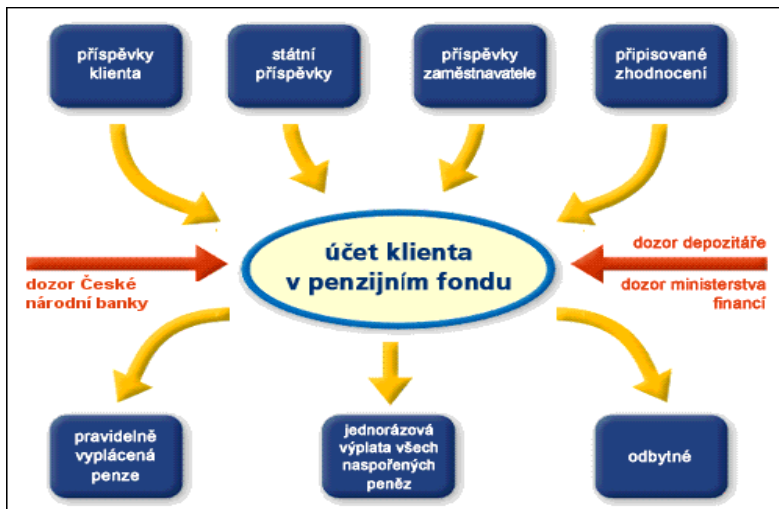 příspěvky
klienta
státní
příspěvky
příspěvky
zaměstnavatele
připisované
zhodnocení
účet klienta
v penzijním fondu
dozor České
národní banky
dozor depozitáře
dozor ministerstva
financí
pravidelně
vyplácená
penze
jednorázová
výplata všech
naspořených
peněz
odbytné